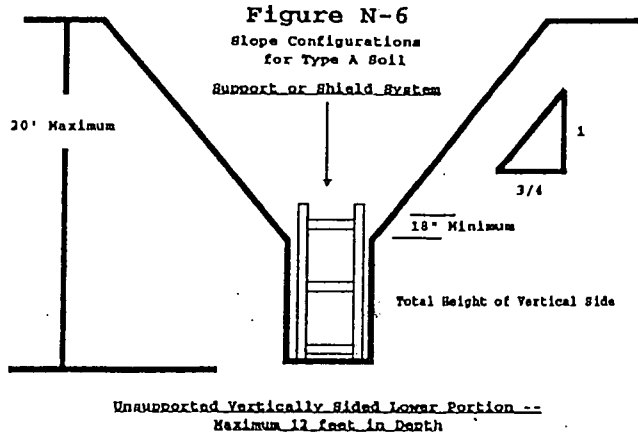 Figure N-6
Slope Configurations
for Type A Soil
Support or Shield System
20' Maximum
1
3/4
18" Minimum
Total Height of Vertical Side
Unsupported Vertically Sided Lower Portion --
Maximum 12 feet in Depth